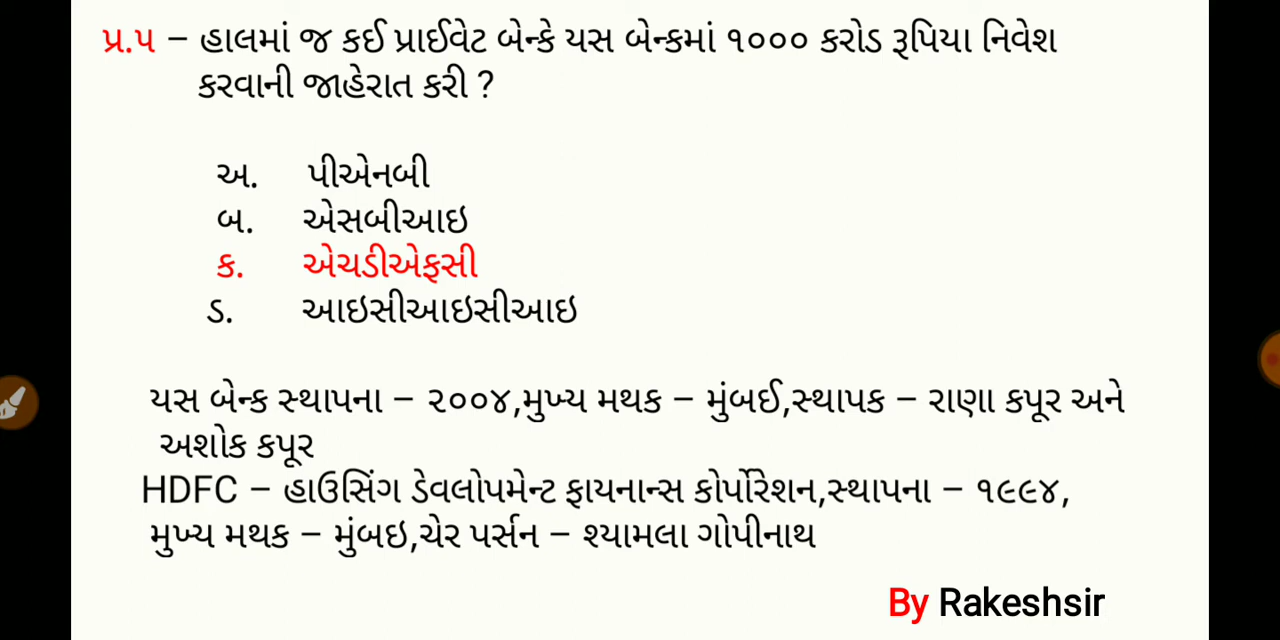 પ્ર.૫ – હાલમાં જ કઈ પ્રાઈવેટ બેન્કે યસ બેન્કમાં ૧૦૦૦ કરોડ રૂપિયા નિવેશ
કરવાની જાહેરાત કરી ?
અ. પીએનબી
બ. એસબીઆઇ
ક. એચડીએફસી
ડ. આઇસીઆઇસીઆઇ
યસ બેન્ક સ્થાપના – ૨૦૦૪,મુખ્ય મથક – મુંબઈ,સ્થાપક – રાણા કપૂર અને
અશોક કપૂર
HDFC – હાઉસિંગ ડેવલોપમેન્ટ ફાયનાન્સ કોર્પોરેશન,સ્થાપના – ૧૯૯૪,
મુખ્ય મથક – મુંબઇ,ચેર પર્સન – શ્યામલા ગોપીનાથ
By Rakeshsir